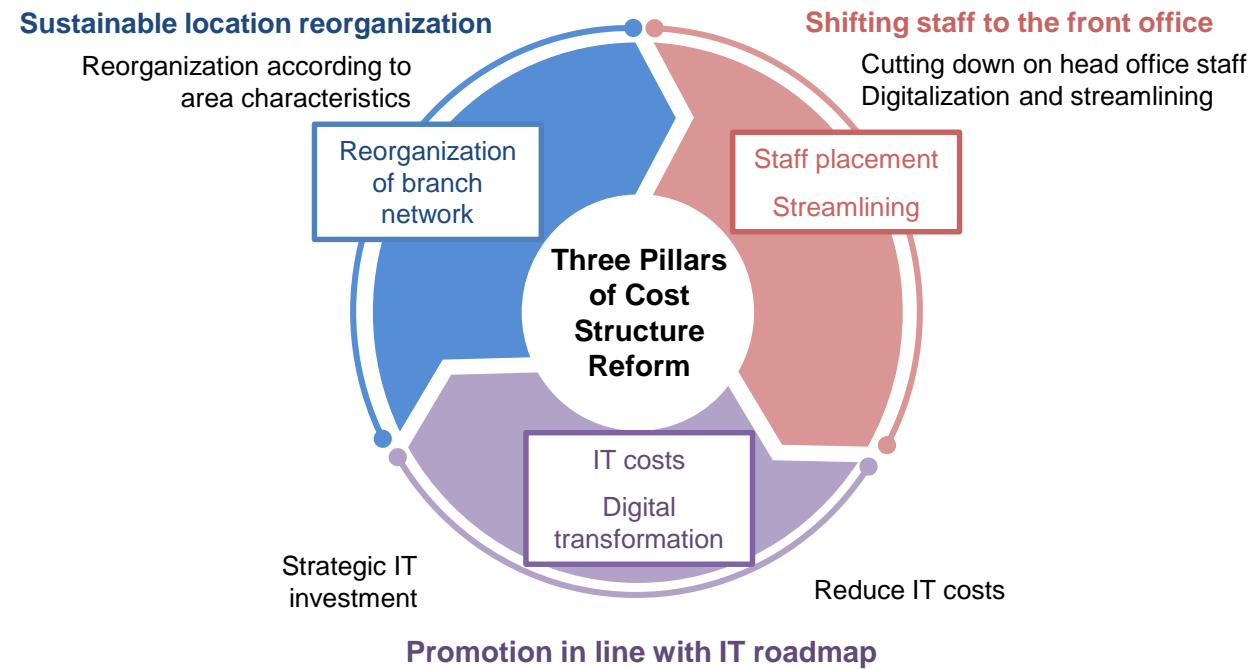 Sustainable location reorganization
Reorganization according to
area characteristics
Reorganization
of branch
network
Shifting staff to the front office
Cutting down on head office staff
Digitalization and streamlining
Staff placement
Streamlining
Three Pillars
of Cost
Structure
Reform
IT costs
Digital
transformation
Strategic IT
investment
Reduce IT costs
Promotion in line with IT roadmap